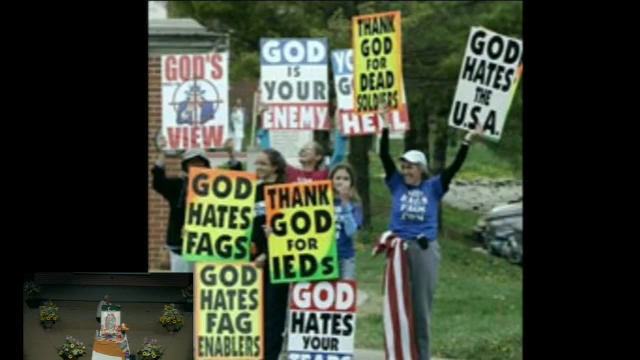 GOD'S
VIEW
GOD
IS
YOUR
ENEMY
THANK
GOD
FOR
DEAD
SOLDIERS
HELL
GOD
HATES
THE
U.S.A.
GOD
HATES
FAGS
THANK
GOD
FOR
IEDs
GOD
HATES
FAG
ENABLERS
GOD
HATES
YOUR